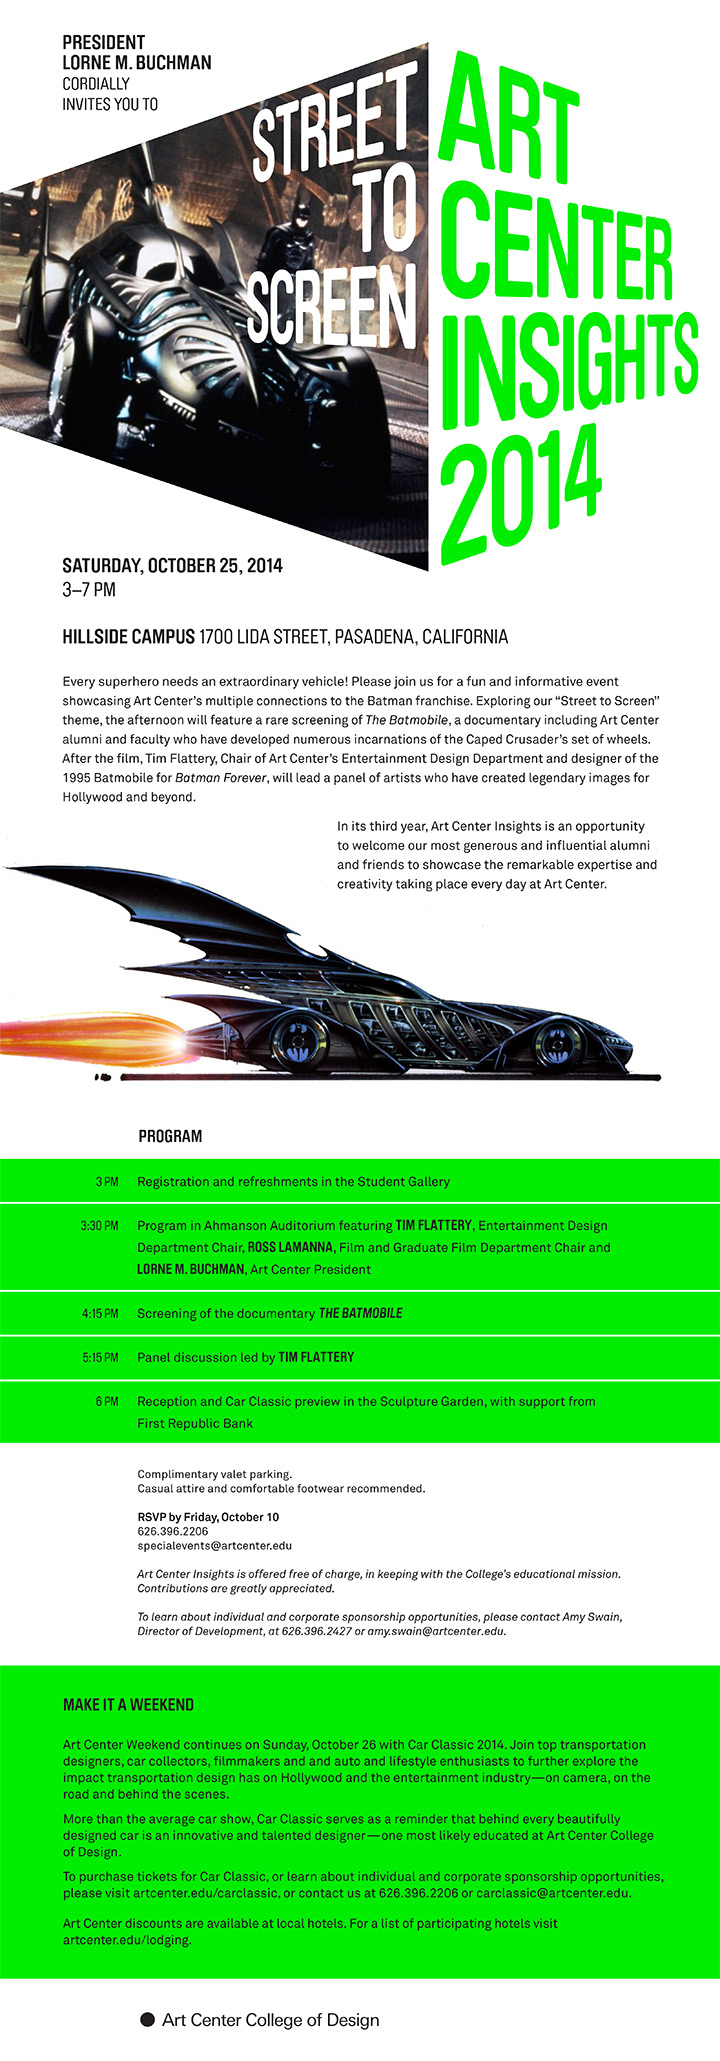 PRESIDENT
LORNE M. BUCHMAN
CORDIALLY
INVITES YOU TO
STREET
TO
SCREEN
ART
CENTER
INSIGHTS
2014
SATURDAY, OCTOBER 25, 2014
3–7 PM
HILLSIDE CAMPUS 1700 LIDA STREET, PASADENA, CALIFORNIA
Every superhero needs an extraordinary vehicle! Please join us for a fun and informative event
showcasing Art Center's multiple connections to the Batman franchise. Exploring our “Street to Screen”
theme, the afternoon will feature a rare screening of The Batmobile, a documentary including Art Center
alumni and faculty who have developed numerous incarnations of the Caped Crusader's set of wheels.
After the film, Tim Flattery, Chair of Art Center's Entertainment Design Department and designer of the
1995 Batmobile for Batman Forever, will lead a panel of artists who have created legendary images for
Hollywood and beyond.
In its third year, Art Center Insights is an opportunity
to welcome our most generous and influential alumni
and friends to showcase the remarkable expertise and
creativity taking place every day at Art Center.
PROGRAM
3 PM Registration and refreshments in the Student Gallery
3:30 PM Program in Ahmanson Auditorium featuring TIM FLATTERY, Entertainment Design
Department Chair, ROSS LAMANNA, Film and Graduate Film Department Chair and
LORNE M. BUCHMAN, Art Center President
4:15 PM Screening of the documentary THE BATMOBILE
5:15 PM Panel discussion led by TIM FLATTERY
6 PM Reception and Car Classic preview in the Sculpture Garden, with support from
First Republic Bank
Complimentary valet parking.
Casual attire and comfortable footwear recommended.
RSVP by Friday, October 10
626.396.2206
specialevents@artcenter.edu
Art Center Insights is offered free of charge, in keeping with the College's educational mission.
Contributions are greatly appreciated.
To learn about individual and corporate sponsorship opportunities, please contact Amy Swain,
Director of Development, at 626.396.2427 or amy.swain@artcenter.edu.
MAKE IT A WEEKEND
Art Center Weekend continues on Sunday, October 26 with Car Classic 2014. Join top transportation
designers, car collectors, filmmakers and and auto and lifestyle enthusiasts to further explore the
impact transportation design has on Hollywood and the entertainment industry—on camera, on the
road and behind the scenes.
More than the average car show, Car Classic serves as a reminder that behind every beautifully
designed car is an innovative and talented designer—one most likely educated at Art Center College
of Design.
To purchase tickets for Car Classic, or learn about individual and corporate sponsorship opportunities,
please visit artcenter.edu/carclassic, or contact us at 626.396.2206 or carclassic@artcenter.edu.
Art Center discounts are available at local hotels. For a list of participating hotels visit
artcenter.edu/lodging.
Art Center College of Design